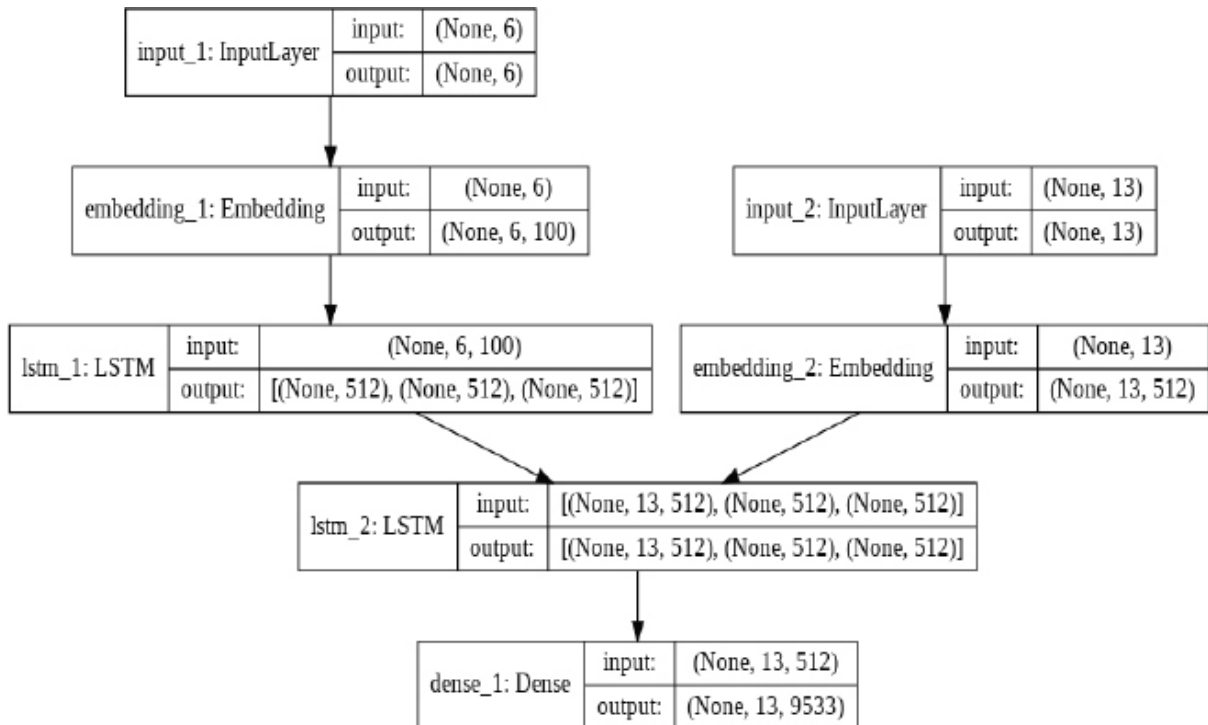 input_1: InputLayer
input: (None, 6)
output: (None, 6)
embedding_1: Embedding
input: (None, 6)
output: (None, 6, 100)
input_2: InputLayer
input: (None, 13)
output: (None, 13)
lstm_1: LSTM
input: (None, 6, 100)
output: [(None, 512), (None, 512), (None, 512)]
embedding_2: Embedding
input: (None, 13)
output: (None, 13, 512)
lstm_2: LSTM
input: [(None, 13, 512), (None, 512), (None, 512)]
output: [(None, 13, 512), (None, 512), (None, 512)]
dense_1: Dense
input: (None, 13, 512)
output: (None, 13, 9533)